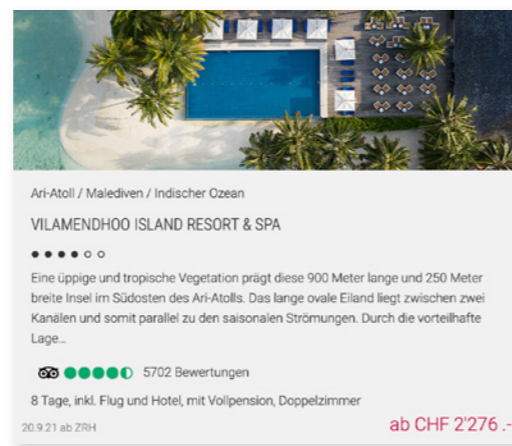 Ari-Atoll / Malediven / Indischer Ozean
VILAMENDHOO ISLAND RESORT & SPA
Eine üppige und tropische Vegetation prägt diese 900 Meter lange und 250 Meter
breite Insel im Südosten des Ari-Atolls. Das lange ovale Eiland liegt zwischen zwei
Kanälen und somit parallel zu den saisonalen Strömungen. Durch die vorteilhafte
Lage...
5702 Bewertungen
8 Tage, inkl. Flug und Hotel, mit Vollpension, Doppelzimmer
20.9.21 ab ZRH ab CHF 2'276 .-